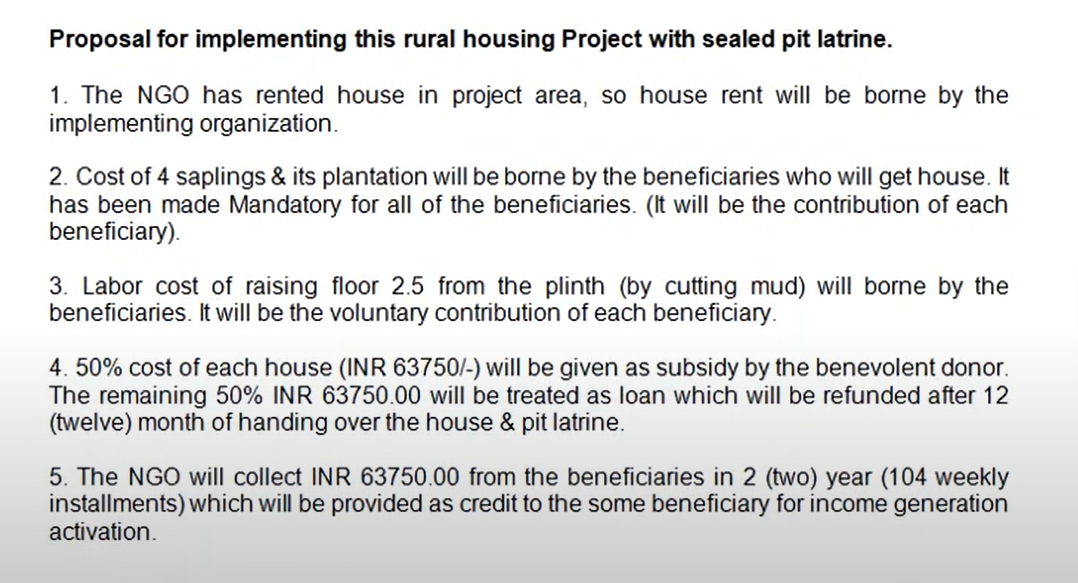 Proposal for implementing this rural housing Project with sealed pit latrine.
1. The NGO has rented house in project area, so house rent will be borne by the
implementing organization.
2. Cost of 4 saplings & its plantation will be borne by the beneficiaries who will get house. It
has been made Mandatory for all of the beneficiaries. (It will be the contribution of each
beneficiary).
3. Labor cost of raising floor 2.5 from the plinth (by cutting mud) will borne by the
beneficiaries. It will be the voluntary contribution of each beneficiary.
4. 50% cost of each house (INR 63750/-) will be given as subsidy by the benevolent donor.
The remaining 50% INR 63750.00 will be treated as loan which will be refunded after 12
(twelve) month of handing over the house & pit latrine.
5. The NGO will collect INR 63750.00 from the beneficiaries in 2 (two) year (104 weekly
installments) which will be provided as credit to the some beneficiary for income generation
activation.